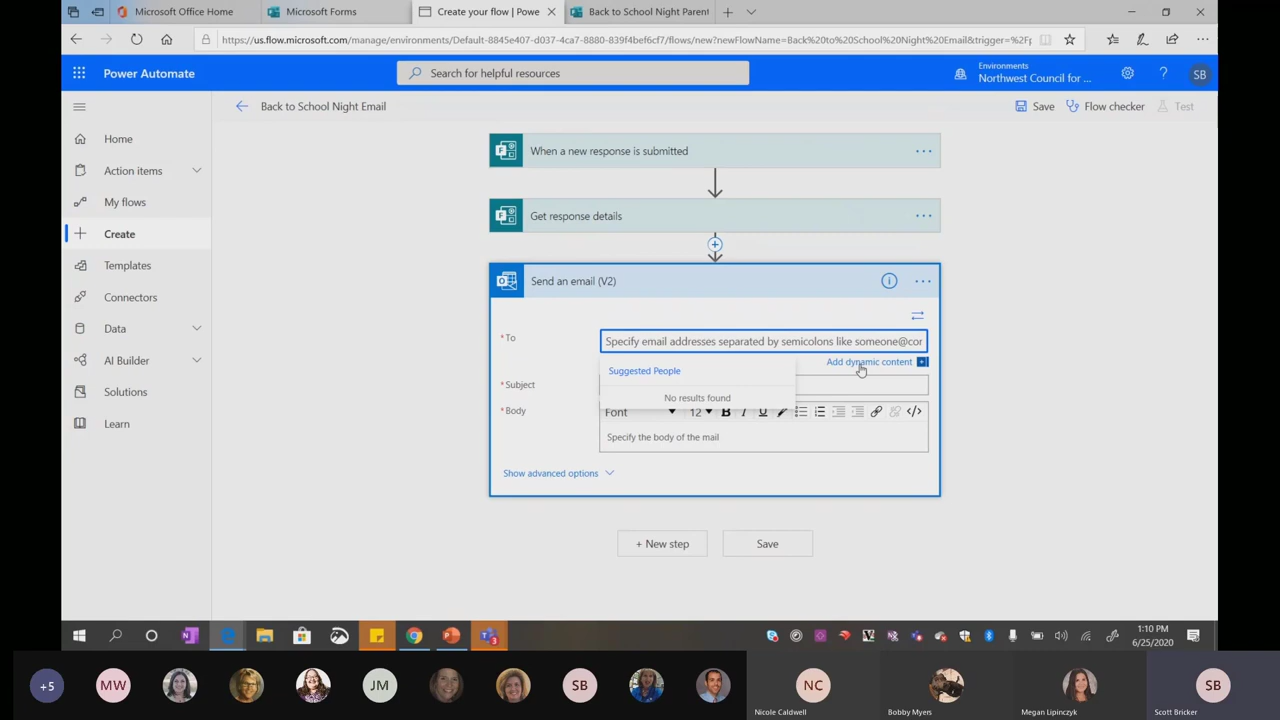 Microsoft Office Home
Microsoft Forms
Create your flow | Powe
Back to School Night Parent
https://us.flow.microsoft.com/manage/environments/Default-8845e407-d037-4ca7-8880-839f4bef6cf7/flows/new?newFlowName=Back%20to%20School%20Night%20Email&trigger=%2Fp
Power Automate
Search for helpful resources
Environments
Northwest Council for ...
SB
Back to School Night Email
Save
Flow checker
Test
Home
Action items
My flows
Create
Templates
Connectors
Data
AI Builder
Solutions
Learn
When a new response is submitted
Get response details
Send an email (V2)
* To
Specify email addresses separated by semicolons like someone@con
Add dynamic content
Suggested People
No results found
* Subject
* Body
Font
12
B I U
Specify the body of the mail
Show advanced options
+ New step
Save
1:10 PM
6/25/2020
+5
MW
JM
SB
NC
SB
Nicole Caldwell
Bobby Myers
Megan Lipinczyk
Scott Bricker